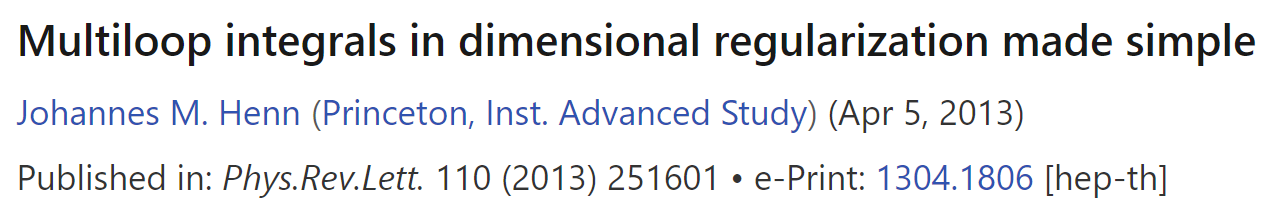 Multiloop integrals in dimensional regularization made simple
Johannes M. Henn (Princeton, Inst. Advanced Study) (Apr 5, 2013)
Published in: Phys.Rev.Lett. 110 (2013) 251601 • e-Print: 1304.1806 [hep-th]